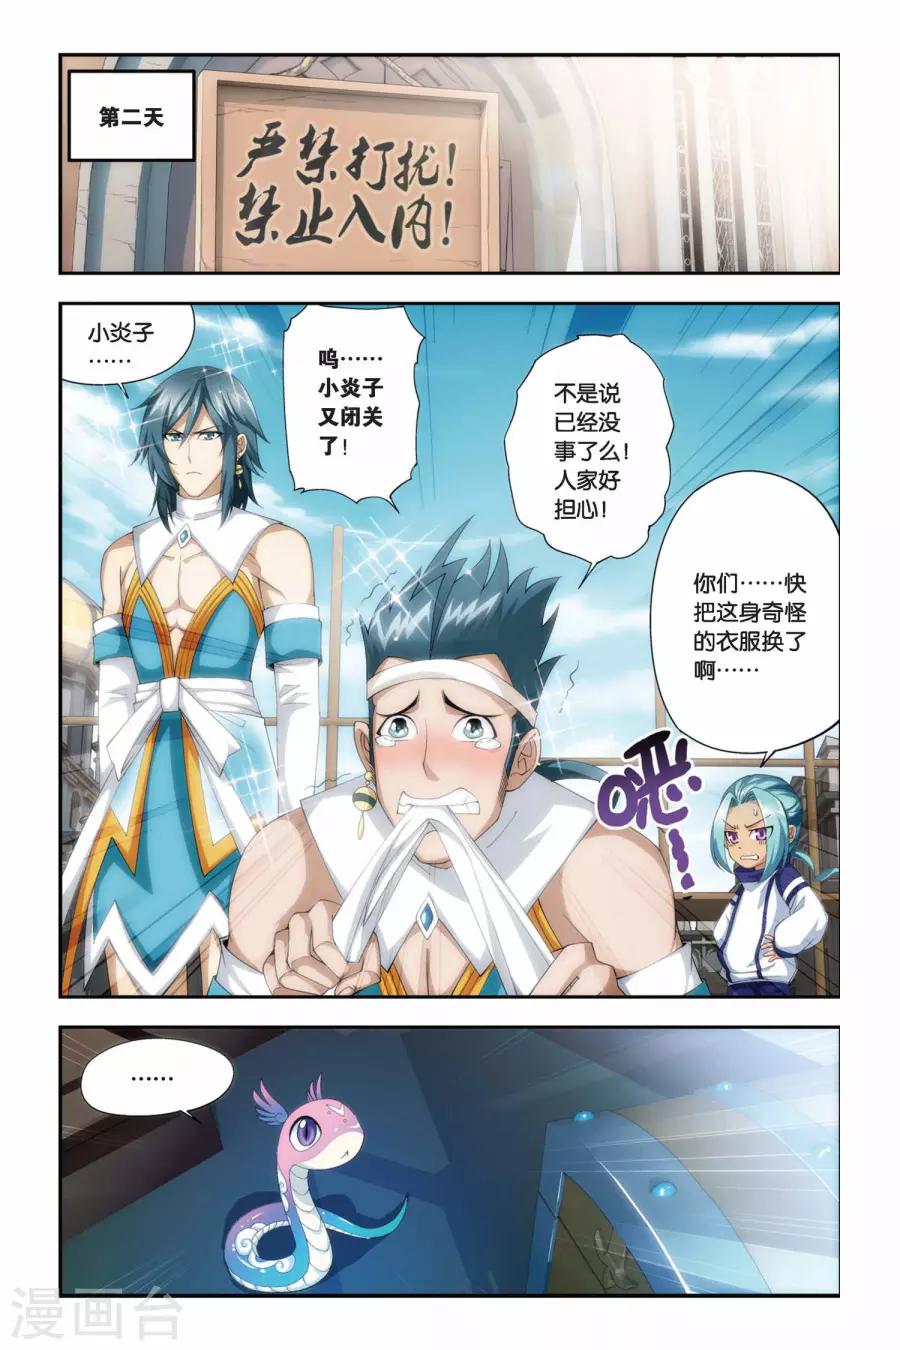 第二天
严禁打扰！
禁止入内！
小炎子
……
呜……
小炎子
又闭关
了！
不是说
已经没
事了么！
人家好
担心！
你们……快
把这身奇怪
的衣服换了
啊……
呕！
……
漫画台